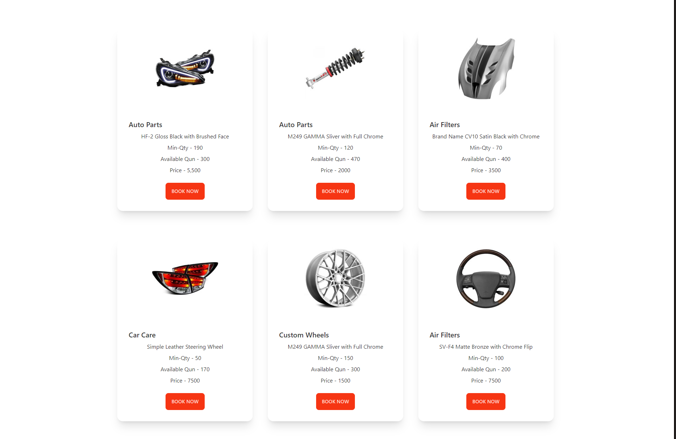 Auto Parts
HF-2 Gloss Black with Brushed Face
Min-Qty - 190
Available Qun - 300
Price - 5,500
BOOK NOW
Auto Parts
M249 GAMMA Sliver with Full Chrome
Min-Qty - 120
Available Qun - 470
Price - 2000
BOOK NOW
Air Filters
Brand Name CV10 Satin Black with Chrome
Min-Qty - 70
Available Qun - 400
Price - 3500
BOOK NOW
Car Care
Simple Leather Steering Wheel
Min-Qty - 50
Available Qun - 170
Price - 7500
BOOK NOW
Custom Wheels
M249 GAMMA Sliver with Full Chrome
Min-Qty - 150
Available Qun - 300
Price - 1500
BOOK NOW
Air Filters
SV-F4 Matte Bronze with Chrome Flip
Min-Qty - 100
Available Qun - 200
Price - 7500
BOOK NOW